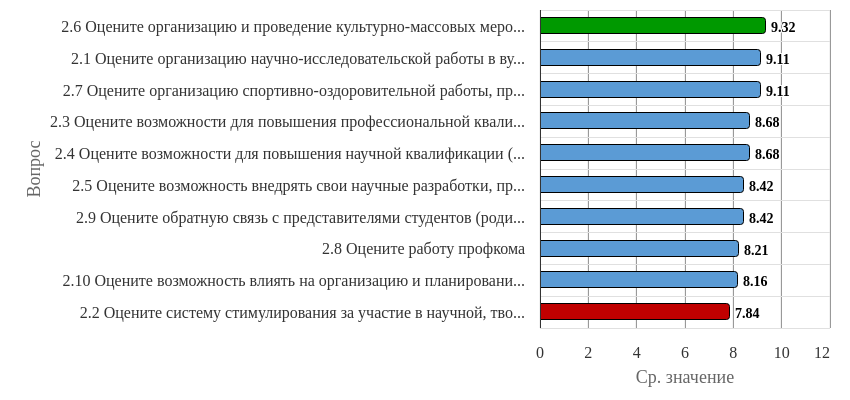 2.6 Оцените организацию и проведение культурно-массовых меро... 9.32
2.1 Оцените организацию научно-исследовательской работы в ву... 9.11
2.7 Оцените организацию спортивно-оздоровительной работы, пр... 9.11
2.3 Оцените возможности для повышения профессиональной квали... 8.68
2.4 Оцените возможности для повышения научной квалификации (... 8.68
2.5 Оцените возможность внедрять свои научные разработки, пр... 8.42
2.9 Оцените обратную связь с представителями студентов (роди... 8.42
2.8 Оцените работу профкома 8.21
2.10 Оцените возможность влиять на организацию и планировани... 8.16
2.2 Оцените систему стимулирования за участие в научной, тво... 7.84
Вопрос
0 2 4 6 8 10 12
Ср. значение